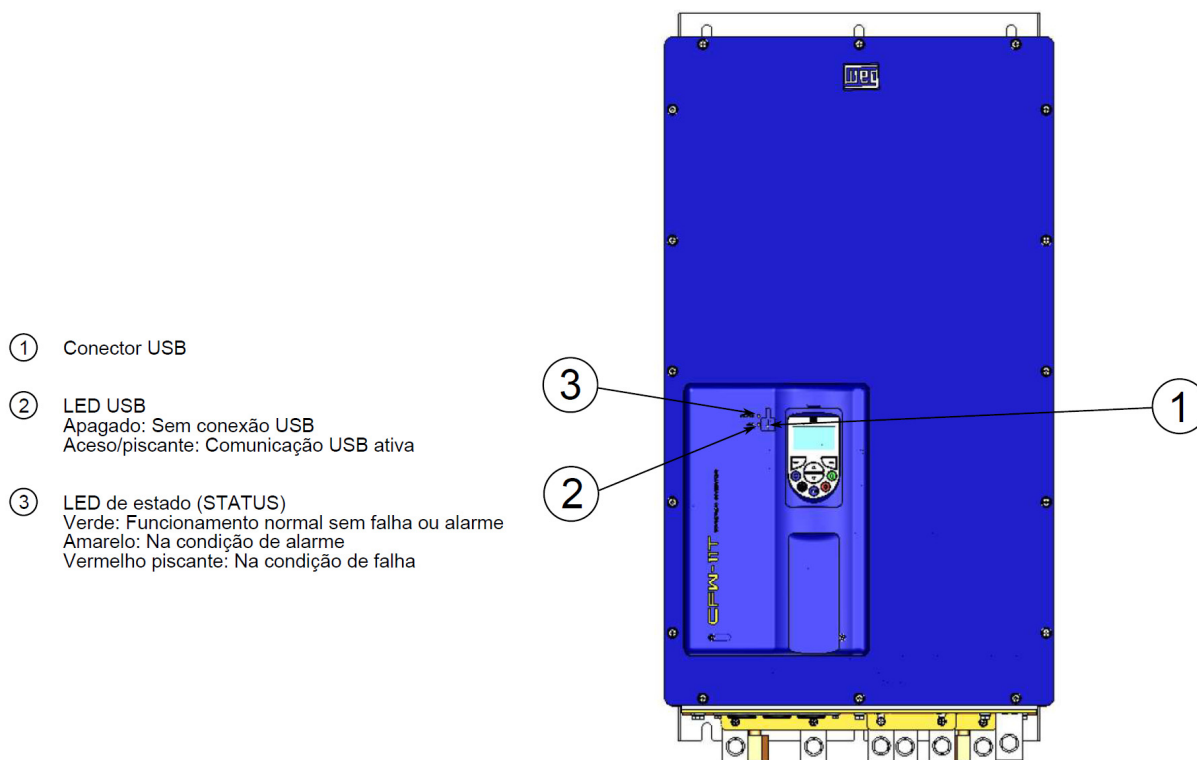 weg
1 Conector USB
2 LED USB
Apagado: Sem conexão USB
Aceso/piscante: Comunicação USB ativa
3 LED de estado (STATUS)
Verde: Funcionamento normal sem falha ou alarme
Amarelo: Na condição de alarme
Vermelho piscante: Na condição de falha
3
1
2
CFW-11T